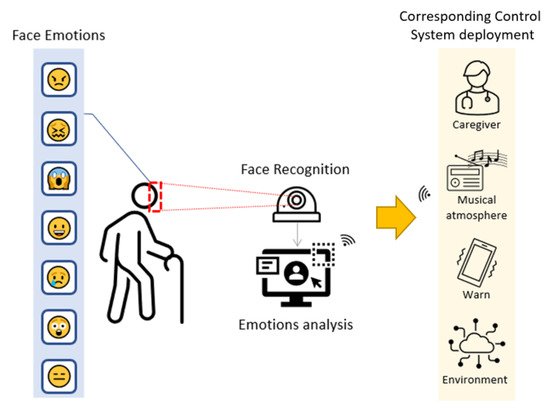 Face Emotions
Face Recognition
Emotions analysis
Corresponding Control
System deployment
Caregiver
Musical
atmosphere
Warn
Environment